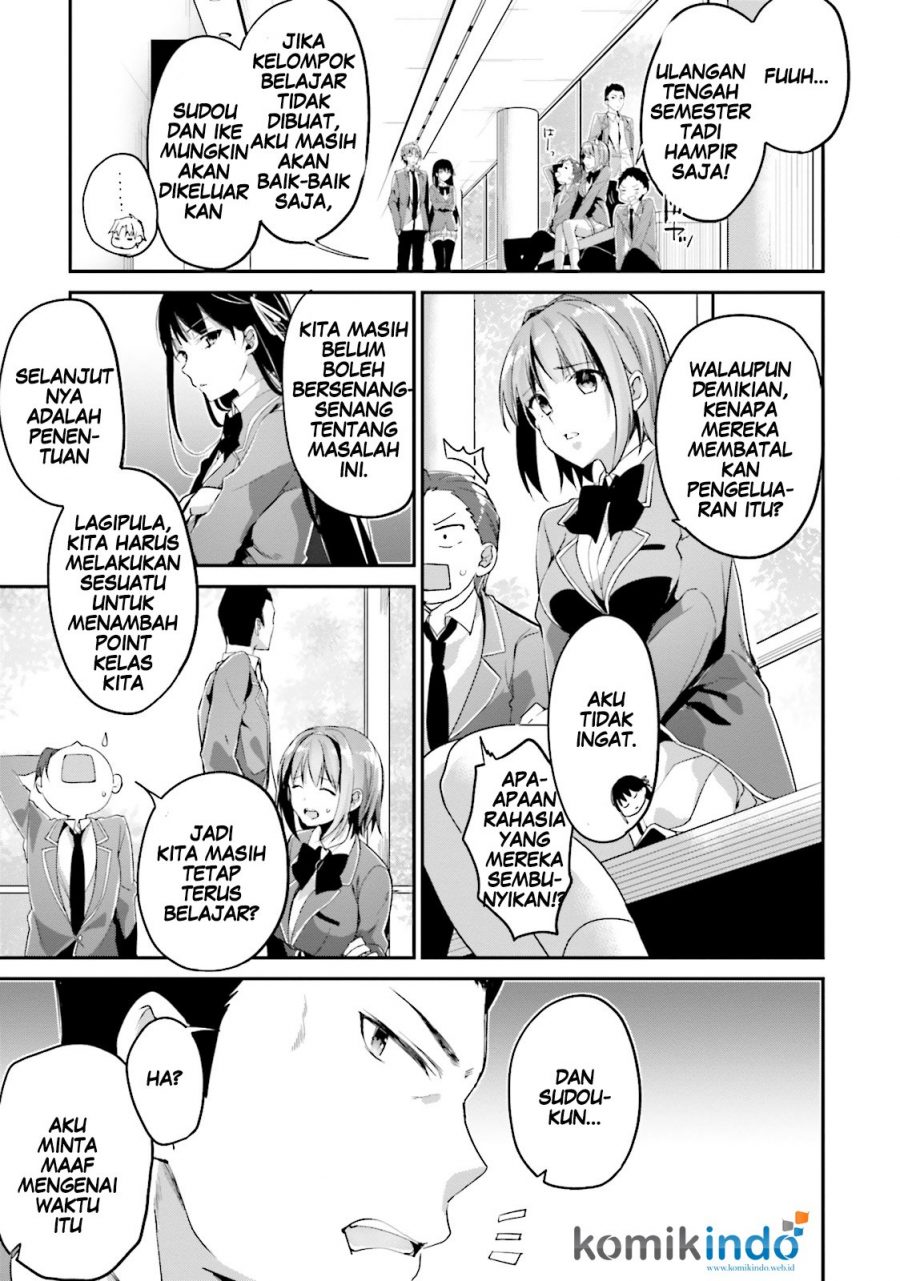 FUUH...
ULANGAN
TENGAH
SEMESTER
TADI
HAMPIR
SAJA!
はーっ
JIKA
KELOMPOK
BELAJAR
TIDAK
DIBUAT,
AKU MASIH
AKAN
BAIK-BAIK
SAJA,
SUDOU
DAN IKE
MUNGKIN
AKAN
DIKELUAR
KAN
......
WALAUPUN
DEMIKIAN,
KENAPA
MEREKA
MEMBATAL
KAN
PENGELUA-
RAN ITU?
AKU
TIDAK
INGAT.
APA-
APAAN
RAHASIA
YANG
MEREKA
SEMBU-
NYIKAN!?
KITA MASIH
BELUM
BOLEH
BERSENANG-
SENANG
TENTANG
MASALAH
INI.
SELANJUT
NYA
ADALAH
PENEN-
TUAN
LAGIPULA,
KITA HARUS
MELAKUKAN
SESUATU
UNTUK
MENAMBAH
POINT
KELAS
KITA
JADI
KITA MASIH
TETAP
TERUS
BELAJAR?
DAN
SUDOU-
KUN...
HA?
AKU
MINTA
MAAF
MENGENAI
WAKTU
ITU
komikindo
www.komikindo.web.id